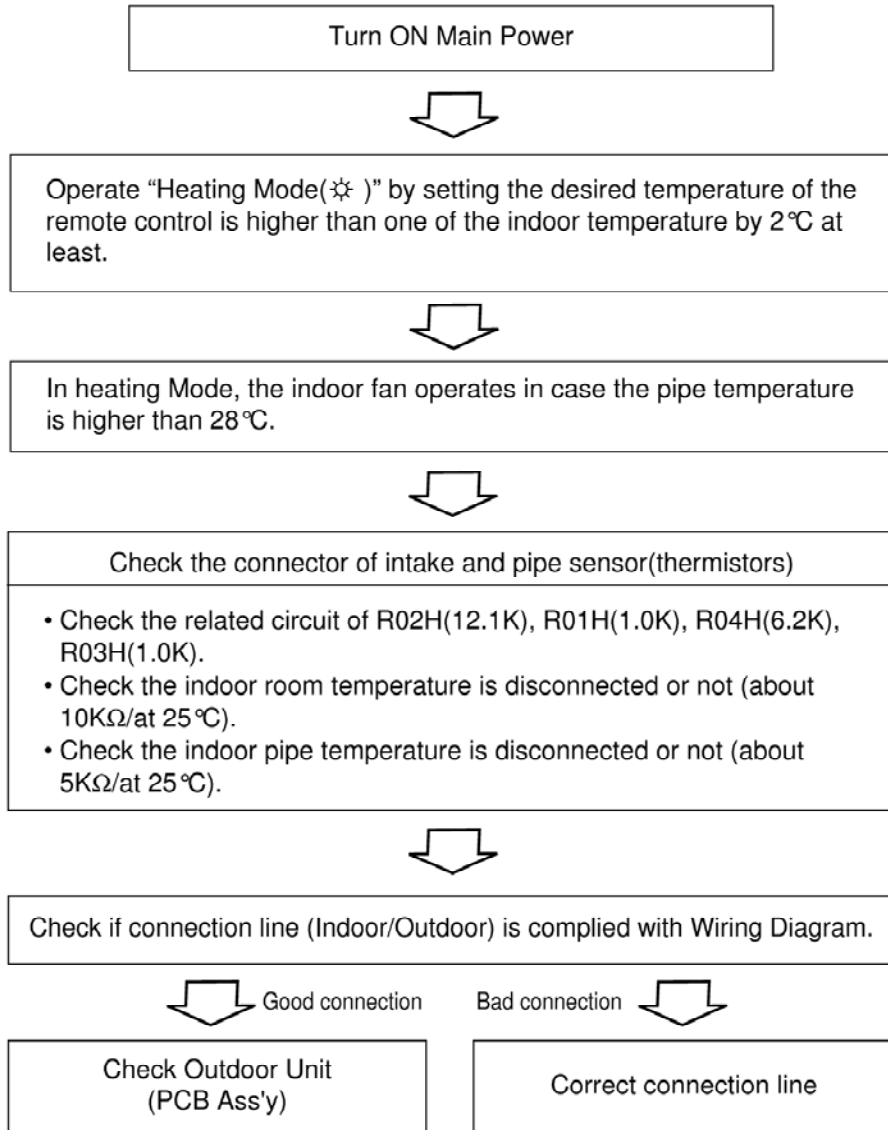 Turn ON Main Power
Operate “Heating Mode(☼ )” by setting the desired temperature of the
remote control is higher than one of the indoor temperature by 2°C at
least.
In heating Mode, the indoor fan operates in case the pipe temperature
is higher than 28°C.
Check the connector of intake and pipe sensor(thermistors)
• Check the related circuit of R02H(12.1K), R01H(1.0K), R04H(6.2K),
R03H(1.0K).
• Check the indoor room temperature is disconnected or not (about
10KΩ/at 25°C).
• Check the indoor pipe temperature is disconnected or not (about
5KΩ/at 25°C).
Check if connection line (Indoor/Outdoor) is complied with Wiring Diagram.
Good connection
Bad connection
Check Outdoor Unit
(PCB Ass'y)
Correct connection line